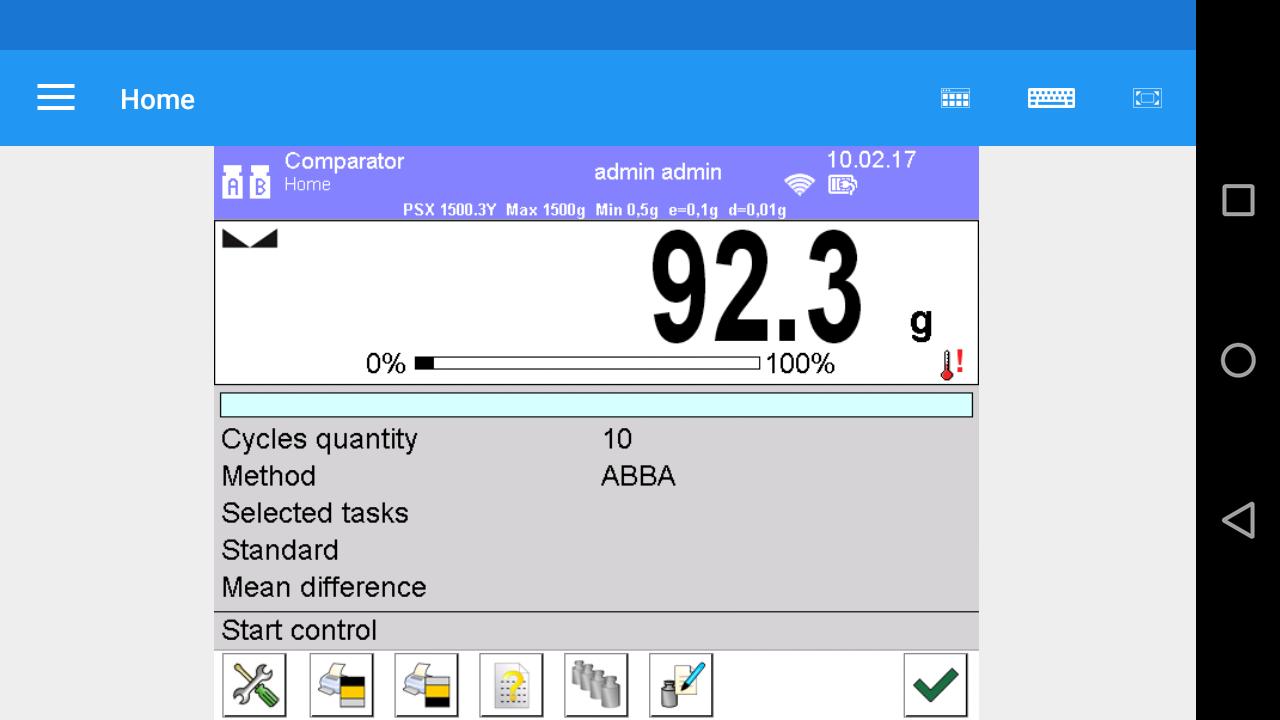 Home
Comparator
Home
admin admin
10.02.17
A B
PSX 1500.3Y Max 1500g Min 0,5g e=0,1g d=0,01g
92.3 g
0% 100%
!
Cycles quantity 10
Method ABBA
Selected tasks
Standard
Mean difference
Start control
?